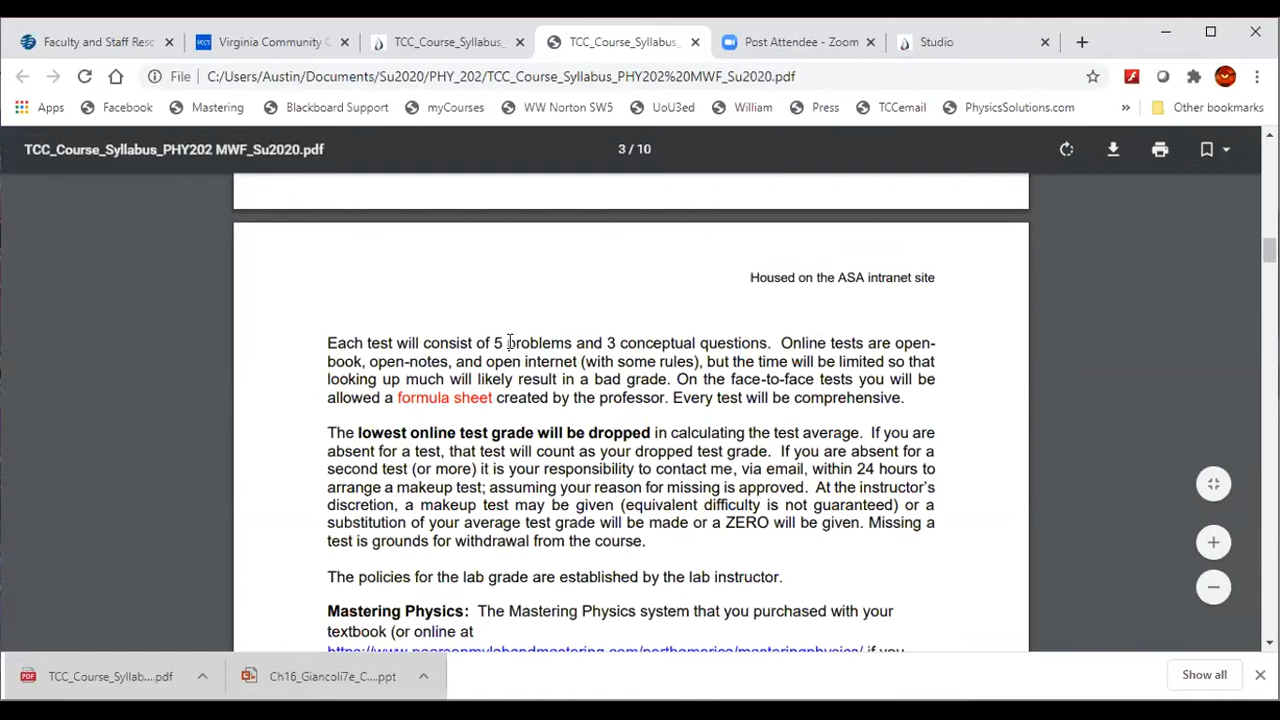 Faculty and Staff Resc
Virginia Community C
TCC_Course_Syllabus_
TCC_Course_Syllabus_
Post Attendee - Zoom
Studio
File
C:/Users/Austin/Documents/Su2020/PHY_202/TCC_Course_Syllabus_PHY202%20MWF_Su2020.pdf
Apps
Facebook
Mastering
Blackboard Support
myCourses
WW Norton SW5
UoU3ed
William
Press
TCCemail
PhysicsSolutions.com
»
Other bookmarks
TCC_Course_Syllabus_PHY202 MWF_Su2020.pdf
3 / 10
Housed on the ASA intranet site
Each test will consist of 5 problems and 3 conceptual questions. Online tests are open-
book, open-notes, and open internet (with some rules), but the time will be limited so that
looking up much will likely result in a bad grade. On the face-to-face tests you will be
allowed a formula sheet created by the professor. Every test will be comprehensive.
The lowest online test grade will be dropped in calculating the test average. If you are
absent for a test, that test will count as your dropped test grade. If you are absent for a
second test (or more) it is your responsibility to contact me, via email, within 24 hours to
arrange a makeup test; assuming your reason for missing is approved. At the instructor's
discretion, a makeup test may be given (equivalent difficulty is not guaranteed) or a
substitution of your average test grade will be made or a ZERO will be given. Missing a
test is grounds for withdrawal from the course.
The policies for the lab grade are established by the lab instructor.
Mastering Physics: The Mastering Physics system that you purchased with your
textbook (or online at
https://www.pearsonmylabandmastering.com/northamerica/masteringphysics/ if you
TCC_Course_Syllab....pdf
Ch16_Giancoli7e_C....ppt
Show all